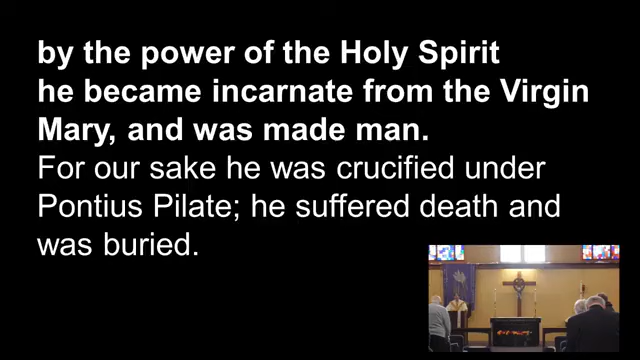 by the power of the Holy Spirit
he became incarnate from the Virgin
Mary, and was made man.
For our sake he was crucified under
Pontius Pilate; he suffered death and
was buried.